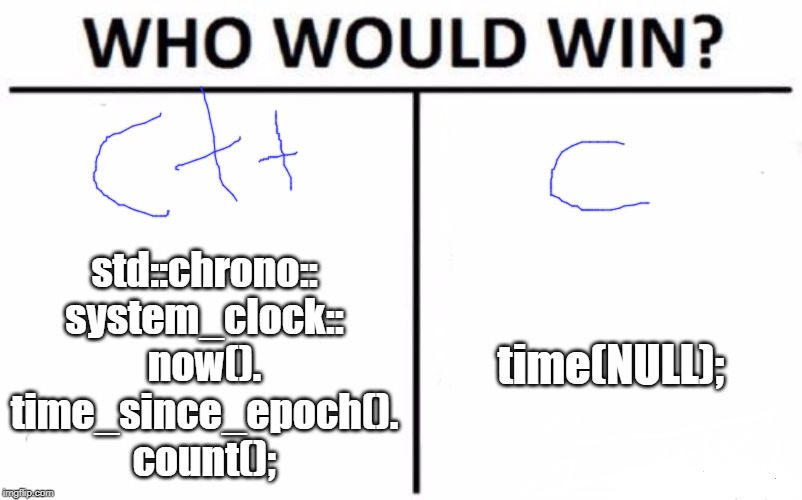 WHO WOULD WIN?
C++
std::chrono::
system_clock::
now().
time_since_epoch().
count();
C
time(NULL);
imgflip.com